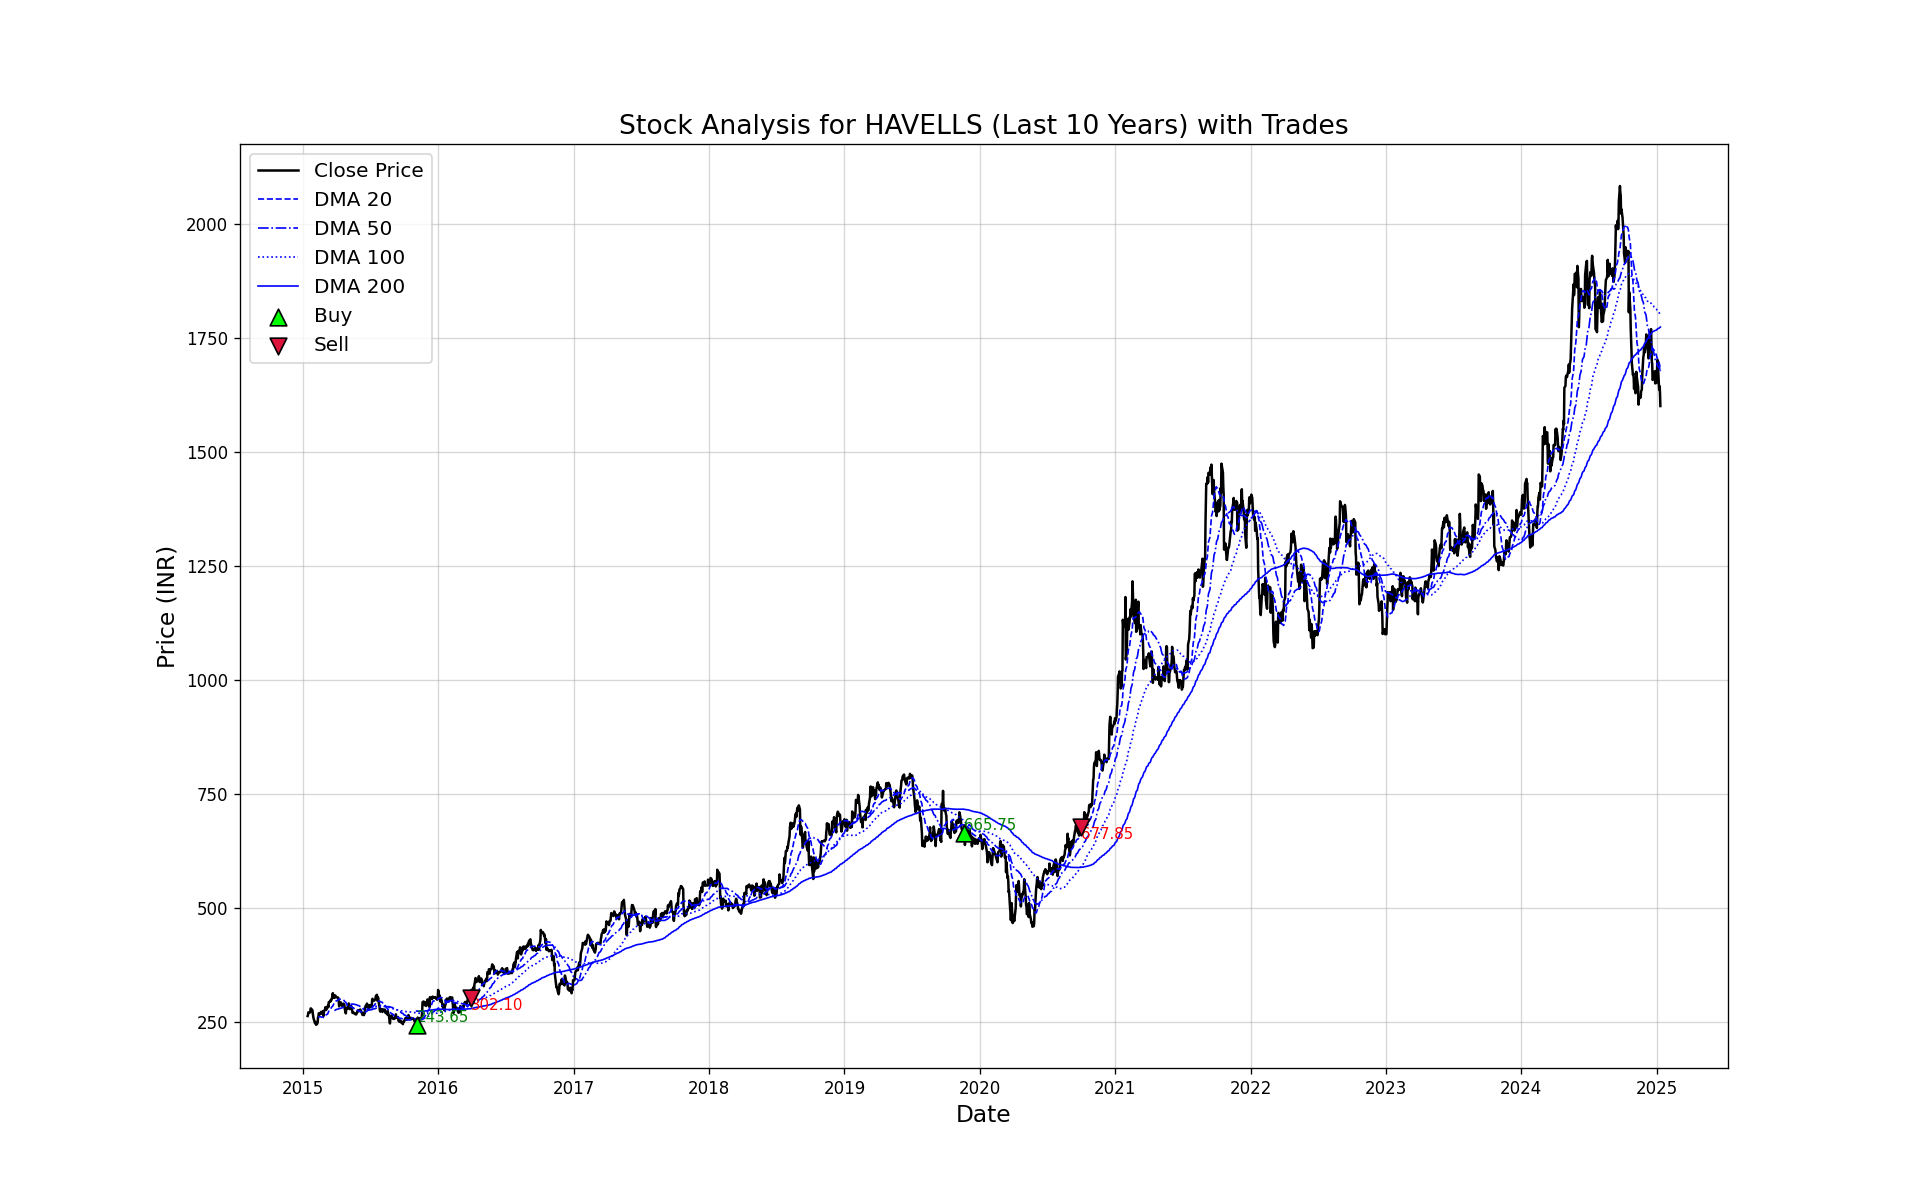 Stock Analysis for HAVELLS (Last 10 Years) with Trades
Close Price
DMA 20
DMA 50
DMA 100
DMA 200
Buy
Sell
2000
1750
1500
1250
1000
750
500
250
Price (INR)
665.75
677.85
302.10
243.65
2015
2016
2017
2018
2019
2020
2021
2022
2023
2024
2025
Date